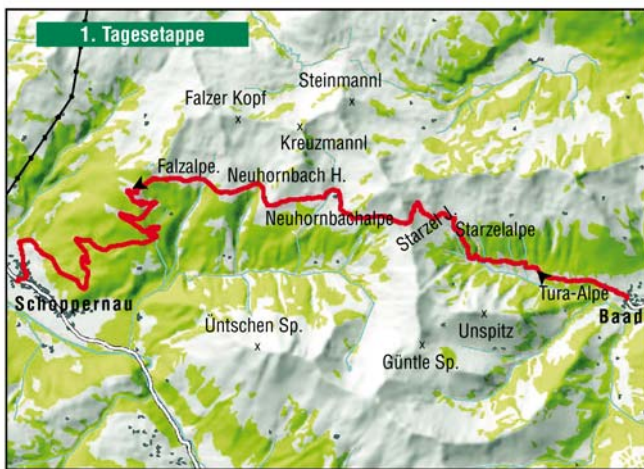 1. Tagesetappe
Steinmannl
Falzer Kopf
Kreuzmannl
Falzalpe.
Neuhornbach H.
Neuhornbachalpe
Starzel J.
Starzelalpe
Schoppernau
Tura-Alpe
Baad
Üntschen Sp.
Unspitz
Güntle Sp.